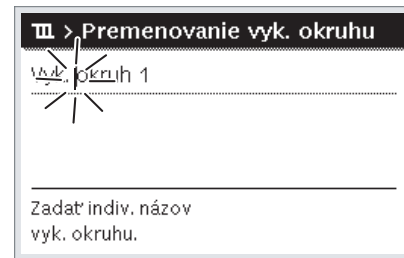 > Premenovanie vyk. okruhu
Vyk. okruh 1
Zadať indiv. názov
vyk. okruhu.